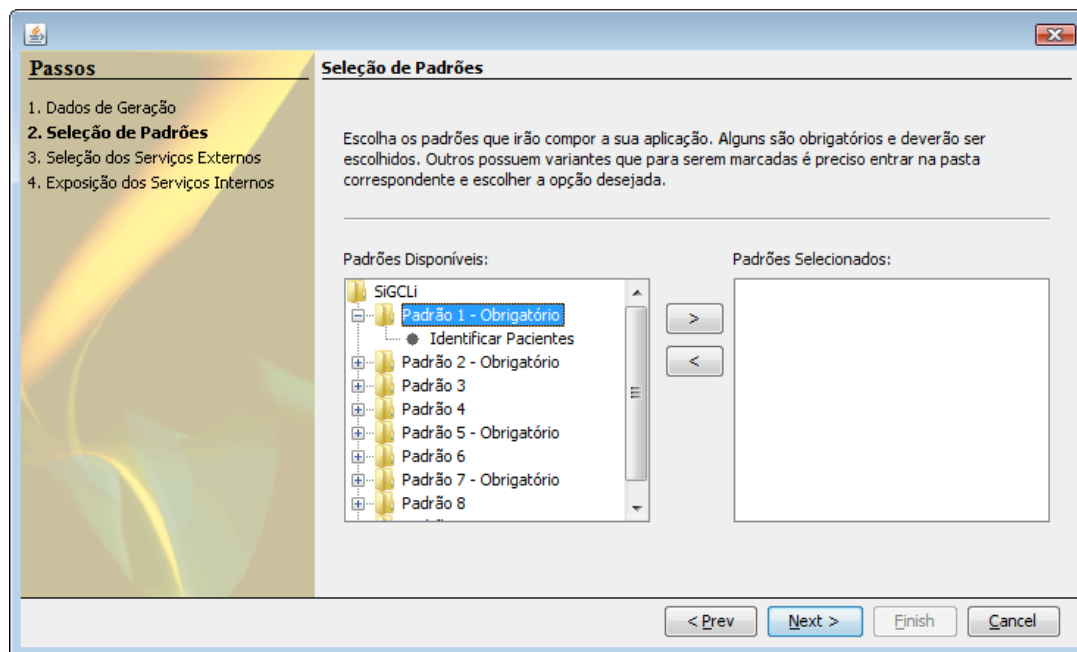 Passos
1. Dados de Geração
2. Seleção de Padrões
3. Seleção dos Serviços Externos
4. Exposição dos Serviços Internos
Seleção de Padrões
Escolha os padrões que irão compor a sua aplicação. Alguns são obrigatórios e deverão ser
escolhidos. Outros possuem variantes que para serem marcadas é preciso entrar na pasta
correspondente e escolher a opção desejada.
Padrões Disponíveis:
SiGCLi
Padrão 1 - Obrigatório
Identificar Pacientes
Padrão 2 - Obrigatório
Padrão 3
Padrão 4
Padrão 5 - Obrigatório
Padrão 6
Padrão 7 - Obrigatório
Padrão 8
>
<
Padrões Selecionados:
< Prev
Next >
Finish
Cancel